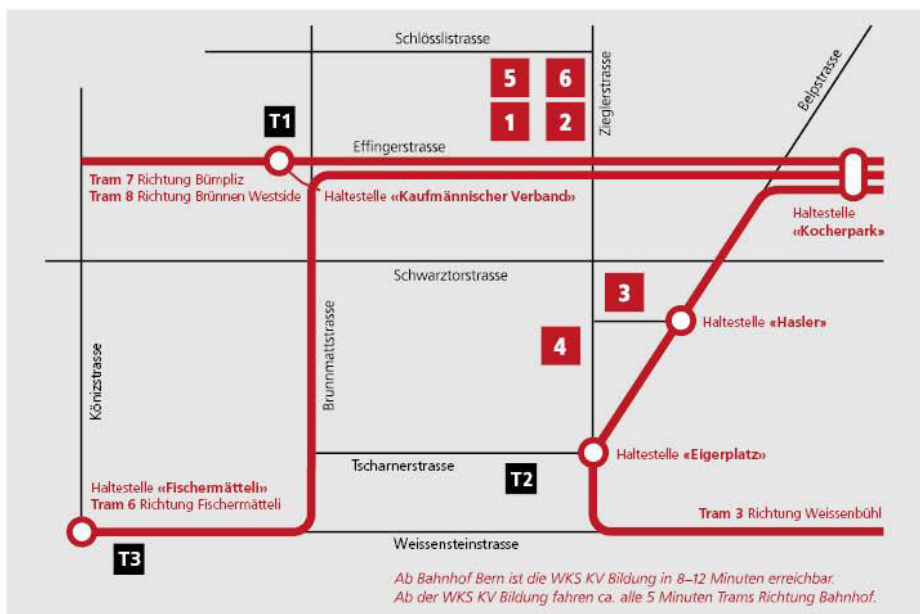 Schlösslistrasse
5
6
1
2
Zieglerstrasse
Belpstrasse
T1
Effingerstrasse
Tram 7 Richtung Bümpliz
Tram 8 Richtung Brünnen Westside
Haltestelle «Kaufmännischer Verband»
Haltestelle
«Kocherpark»
Schwarztorstrasse
3
4
Haltestelle «Hasler»
Könizstrasse
Brunnmattstrasse
Tscharnerstrasse
T2
Haltestelle «Eigerplatz»
Haltestelle «Fischermätteli»
Tram 6 Richtung Fischermätteli
Tram 3 Richtung Weissenbühl
T3
Weissensteinstrasse
Ab Bahnhof Bern ist die WKS KV Bildung in 8–12 Minuten erreichbar.
Ab der WKS KV Bildung fahren ca. alle 5 Minuten Trams Richtung Bahnhof.